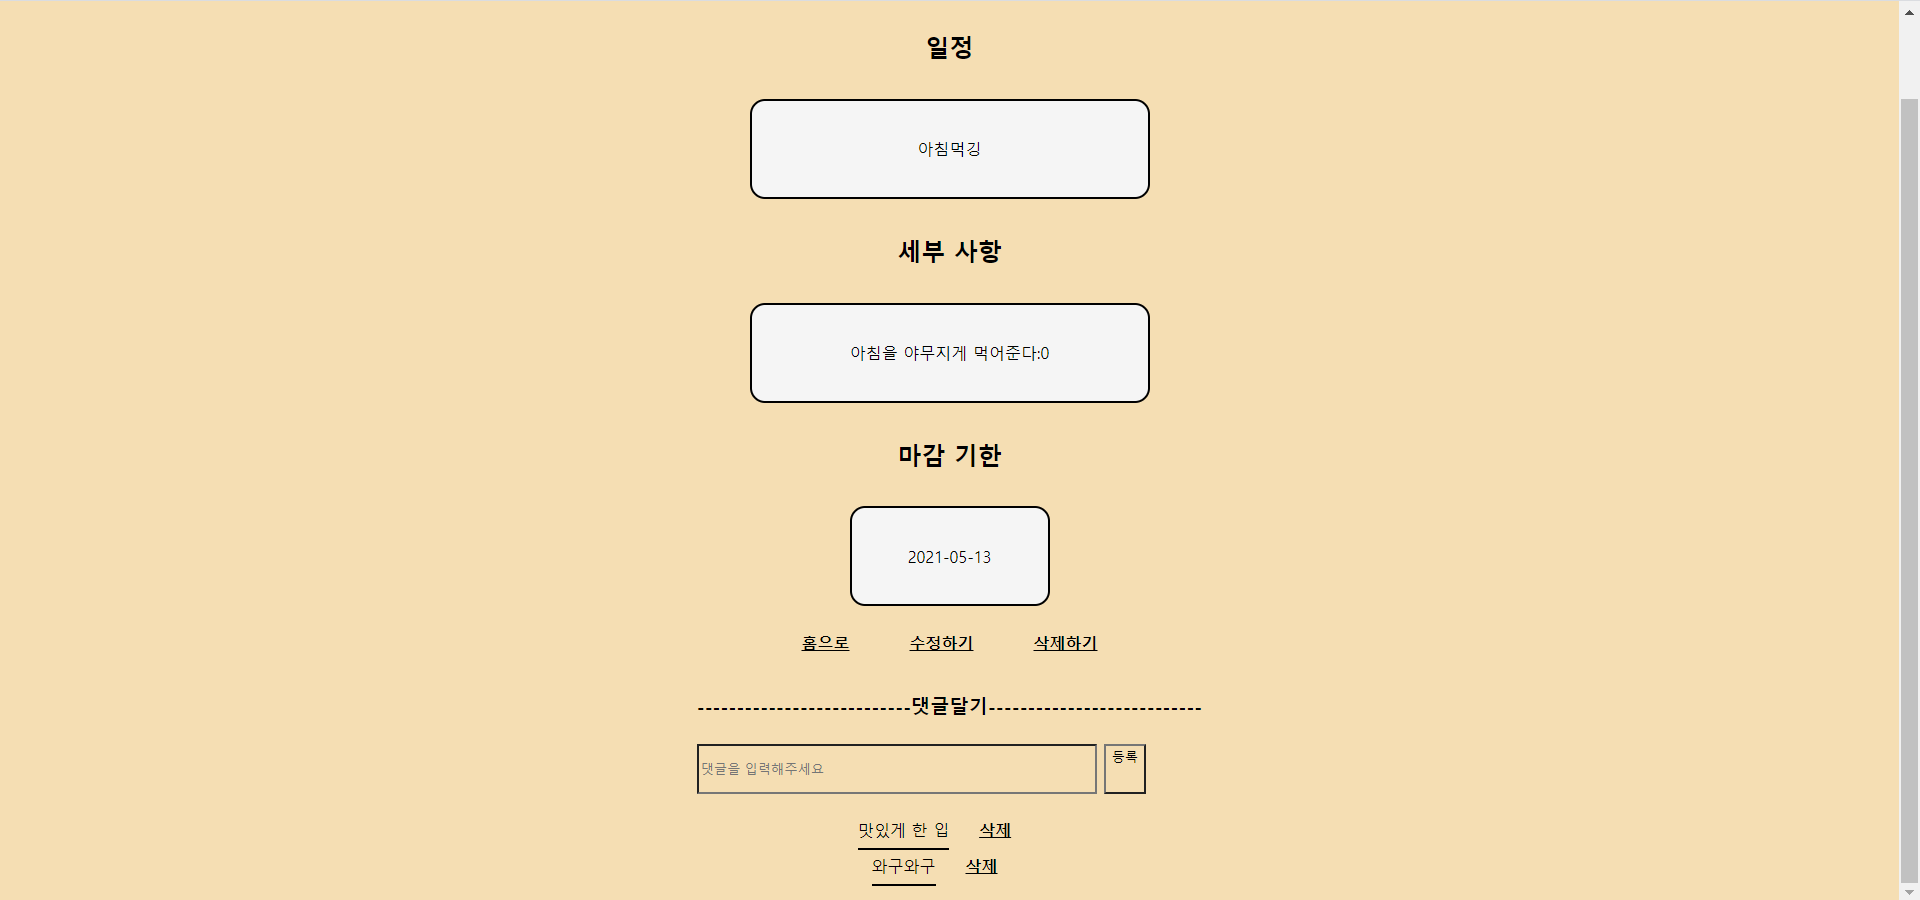 일정
아침먹깅
세부 사항
아침을 야무지게 먹어준다:0
마감 기한
2021-05-13
홈으로 수정하기 삭제하기
---------------------------댓글달기---------------------------
댓글을 입력해주세요 등록
맛있게 한 입 삭제
와구와구 삭제